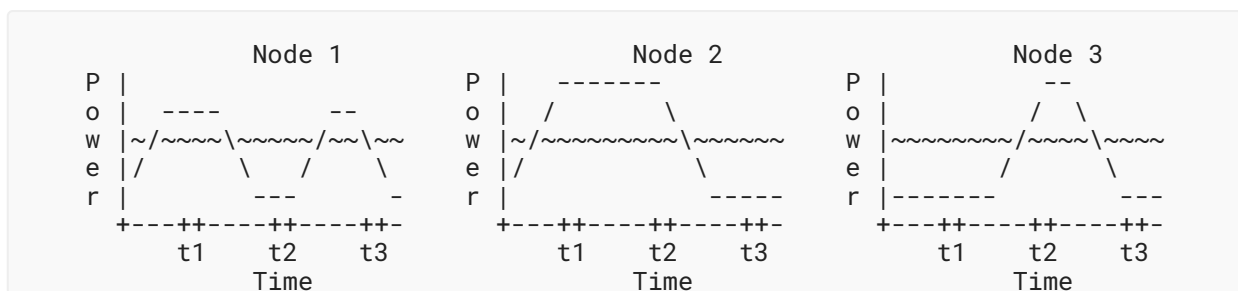 Node 1                   Node 2                   Node 3
P |                      P |   -------            P |          --
o |  ----       --       o |  /       \           o |         /  \
w |~/~~~~\~~~~~/~~\~~    w |~/~~~~~~~~~\~~~~~~    w |~~~~~~~~/~~~~\~~~~
e |/      \   /    \     e |/           \         e |       /      \
r |        ---      -    r |             -----    r |-------        ---
+---++----++----++-      +---++----++----++-      +---++----++----++-
t1    t2    t3           t1    t2    t3           t1    t2    t3
Time                     Time                     Time